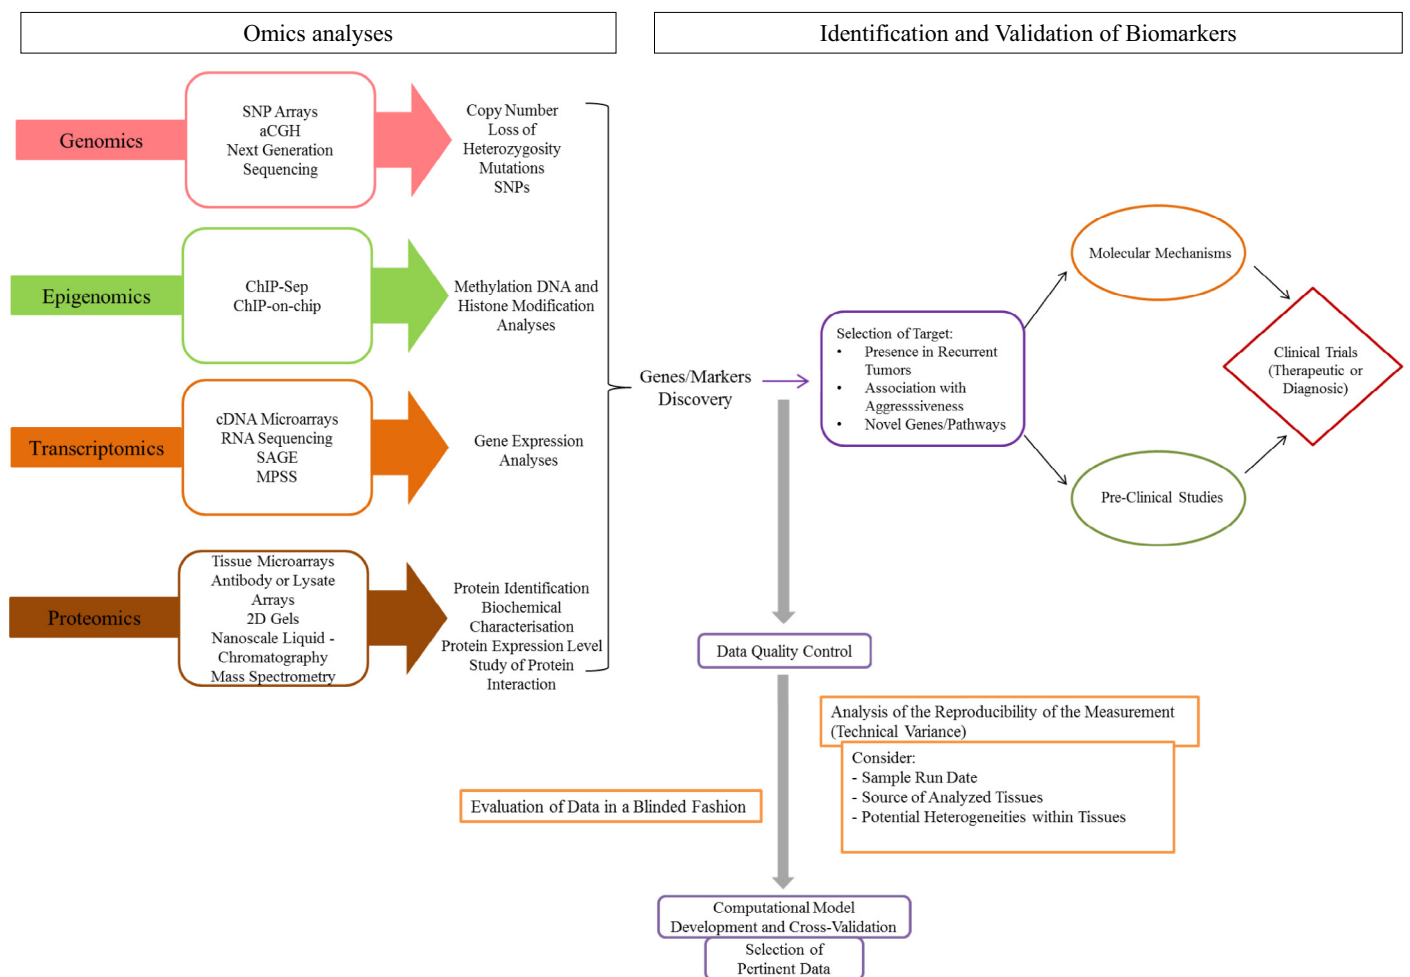 Omics analyses
Identification and Validation of Biomarkers
Genomics
SNP Arrays
aCGH
Next Generation
Sequencing
Copy Number
Loss of
Heterozygosity
Mutations
SNPs
Epigenomics
ChIP-Sep
ChIP-on-chip
Methylation DNA and
Histone Modification
Analyses
Transcriptomics
cDNA Microarrays
RNA Sequencing
SAGE
MPSS
Gene Expression
Analyses
Proteomics
Tissue Microarrays
Antibody or Lysate
Arrays
2D Gels
Nanoscale Liquid -
Chromatography
Mass Spectrometry
Protein Identification
Biochemical
Characterisation
Protein Expression Level
Study of Protein
Interaction
Genes/Markers
Discovery
Selection of Target:
• Presence in Recurrent
Tumors
• Association with
Aggresssiveness
• Novel Genes/Pathways
Molecular Mechanisms
Pre-Clinical Studies
Clinical Trials
(Therapeutic or
Diagnosic)
Data Quality Control
Analysis of the Reproducibility of the Measurement
(Technical Variance)
Consider:
- Sample Run Date
- Source of Analyzed Tissues
- Potential Heterogeneities within Tissues
Evaluation of Data in a Blinded Fashion
Computational Model
Development and Cross-Validation
Selection of
Pertinent Data